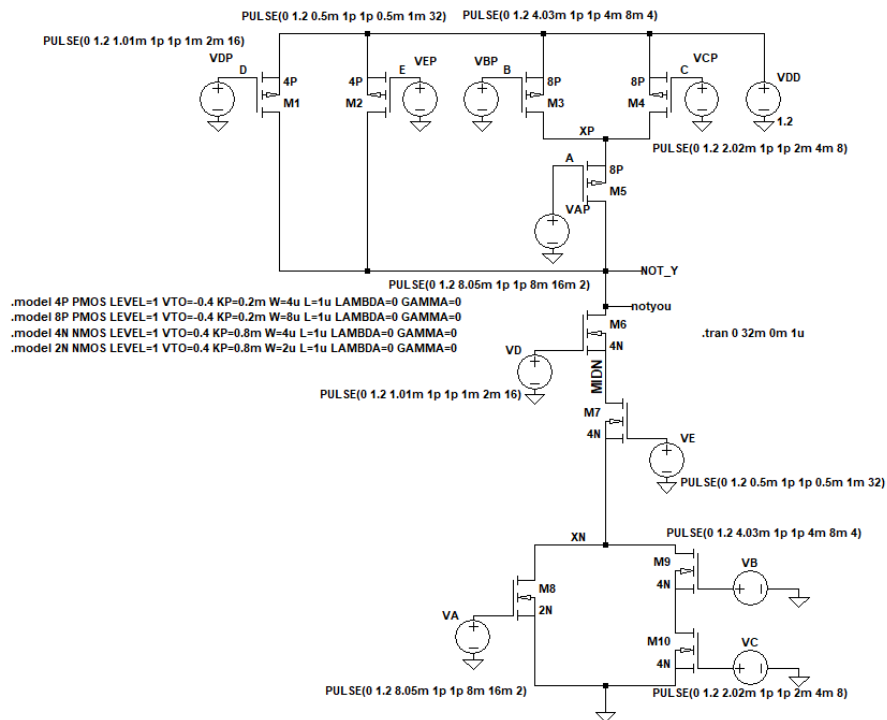 PULSE(0 1.2 0.5m 1p 1p 0.5m 1m 32)
PULSE(0 1.2 4.03m 1p 1p 4m 8m 4)
PULSE(0 1.2 1.01m 1p 1p 1m 2m 16)
VDP
D
4P
M1
4P
E
VEP
M2
VBP
B
8P
M3
8P
C
VCP
M4
VDD
1.2
XP
PULSE(0 1.2 2.02m 1p 1p 2m 4m 8)
A
8P
M5
VAP
NOT_Y
PULSE(0 1.2 8.05m 1p 1p 8m 16m 2)
.model 4P PMOS LEVEL=1 VTO=-0.4 KP=0.2m W=4u L=1u LAMBDA=0 GAMMA=0
.model 8P PMOS LEVEL=1 VTO=-0.4 KP=0.2m W=8u L=1u LAMBDA=0 GAMMA=0
.model 4N NMOS LEVEL=1 VTO=0.4 KP=0.8m W=4u L=1u LAMBDA=0 GAMMA=0
.model 2N NMOS LEVEL=1 VTO=0.4 KP=0.8m W=2u L=1u LAMBDA=0 GAMMA=0
notyou
M6
4N
.tran 0 32m 0m 1u
VD
MIDN
PULSE(0 1.2 1.01m 1p 1p 1m 2m 16)
M7
4N
VE
PULSE(0 1.2 0.5m 1p 1p 0.5m 1m 32)
XN
PULSE(0 1.2 4.03m 1p 1p 4m 8m 4)
M9
4N
VB
M8
2N
VA
M10
4N
VC
PULSE(0 1.2 8.05m 1p 1p 8m 16m 2)
PULSE(0 1.2 2.02m 1p 1p 2m 4m 8)